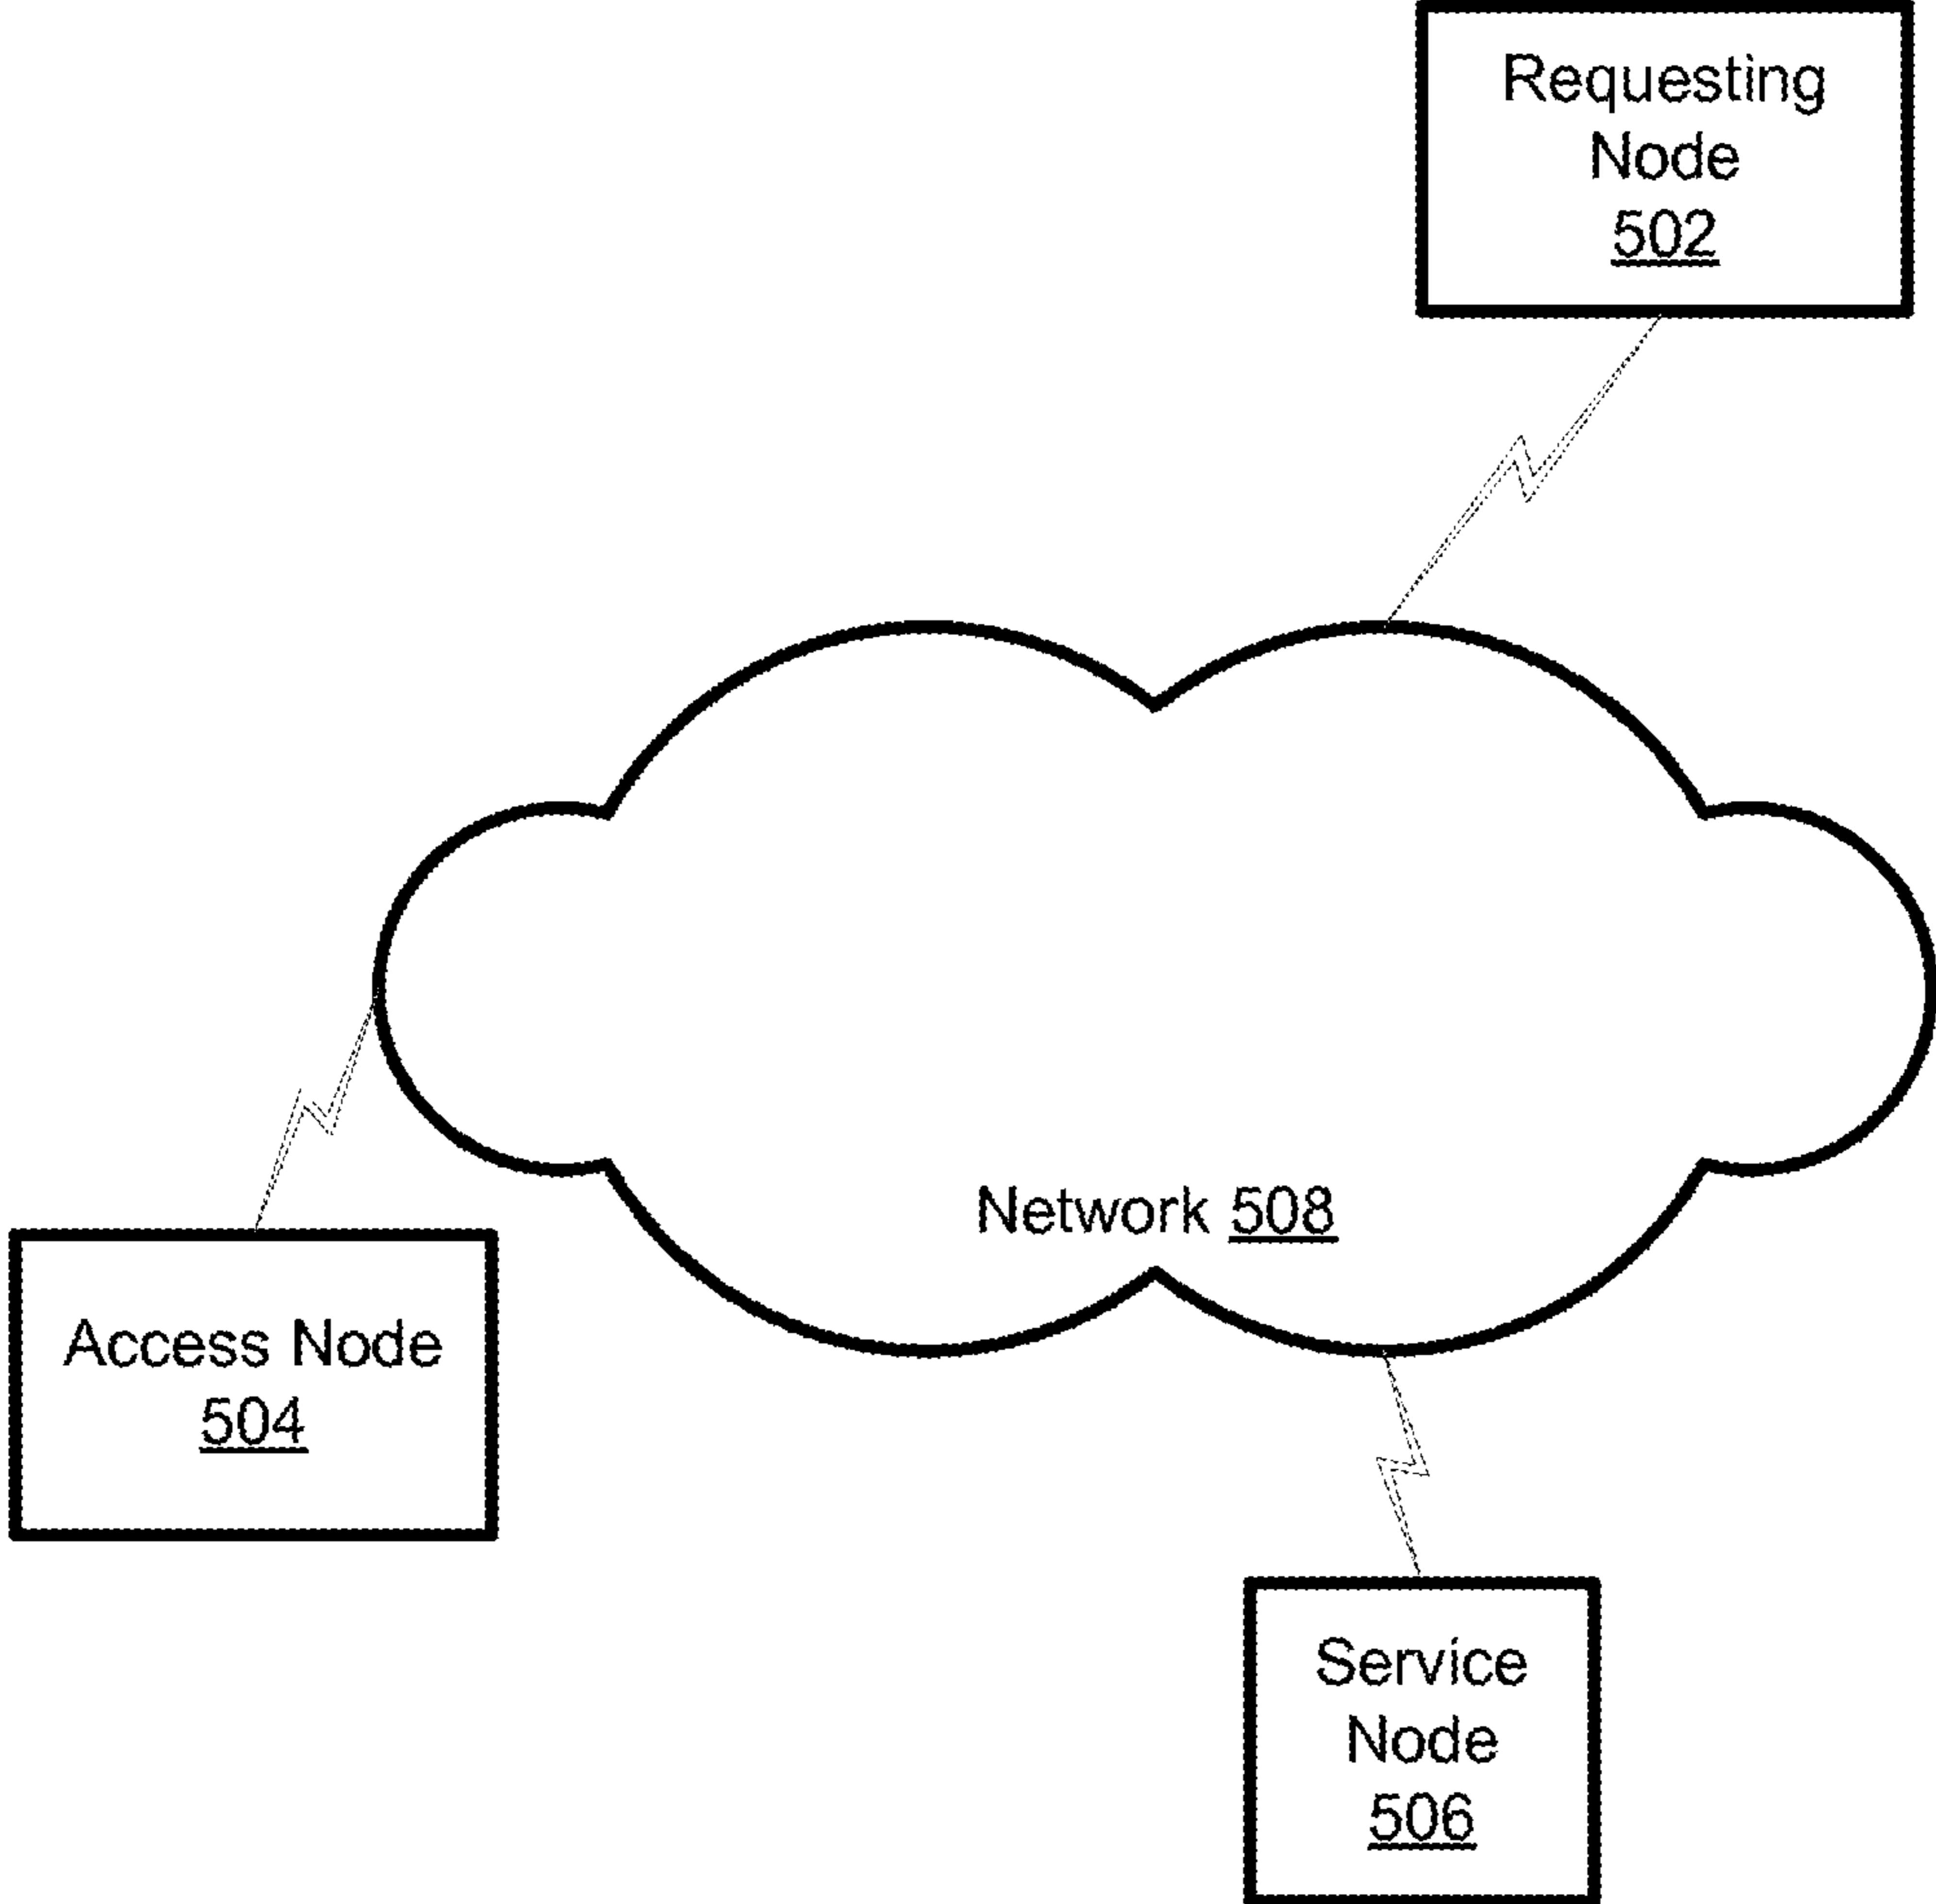 Requesting
Node
502
Network 508
Access Node
504
Service
Node
506